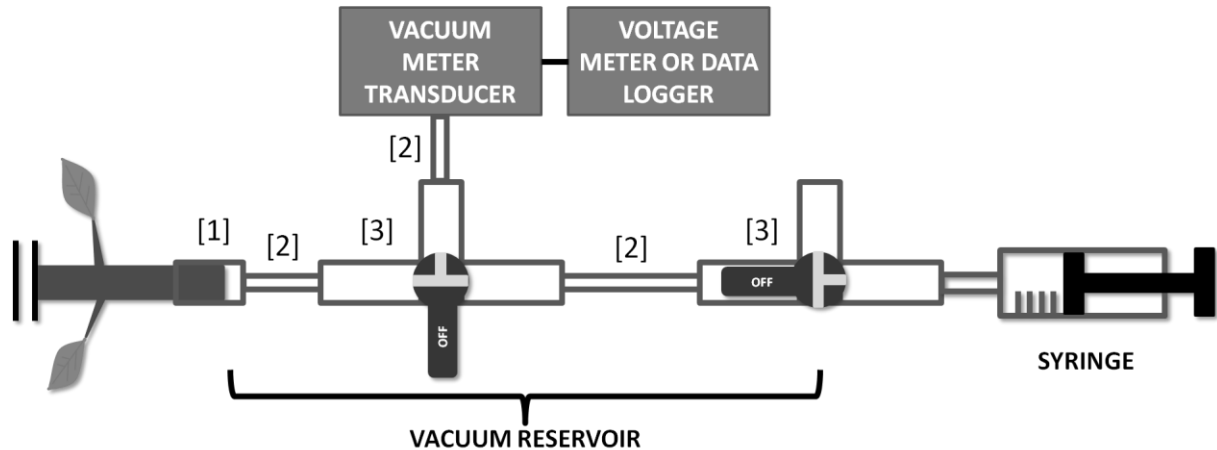 VACUUM
METER
TRANSDUCER
VOLTAGE
METER OR DATA
LOGGER
[2]
[1]
[2]
[3]
[2]
[3]
OFF
OFF
SYRINGE
VACUUM RESERVOIR